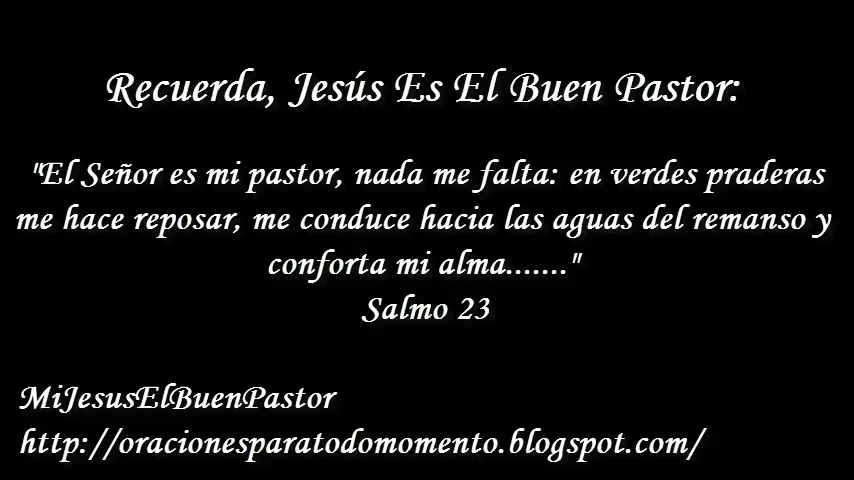 Recuerda, Jesús Es El Buen Pastor:
"El Señor es mi pastor, nada me falta: en verdes praderas
me hace reposar, me conduce hacia las aguas del remanso y
conforta mi alma......."
Salmo 23
MiJesusElBuenPastor
http://oracionesparatodomomento.blogspot.com/